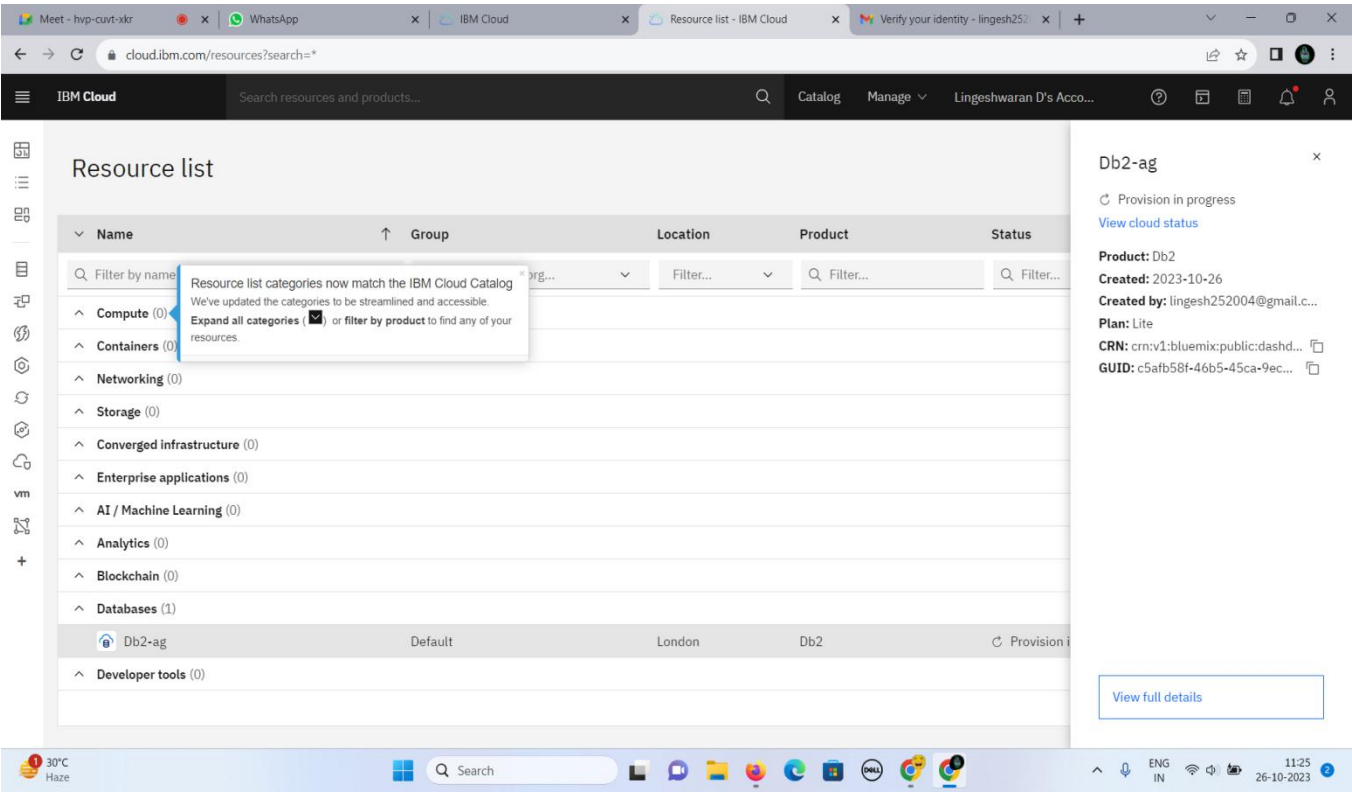 Meet - hvp-cuvt-xkr
WhatsApp
IBM Cloud
Resource list - IBM Cloud
Verify your identity - lingesh252
cloud.ibm.com/resources?search=*
IBM Cloud
Search resources and products...
Catalog
Manage
Lingeshwaran D's Acco...
Resource list
Name
Group
Location
Product
Status
Filter by name
org...
Filter...
Filter...
Filter...
Resource list categories now match the IBM Cloud Catalog
We've updated the categories to be streamlined and accessible.
Expand all categories ( ) or filter by product to find any of your
resources.
Compute (0)
Containers (0)
Networking (0)
Storage (0)
Converged infrastructure (0)
Enterprise applications (0)
AI / Machine Learning (0)
Analytics (0)
Blockchain (0)
Databases (1)
Db2-ag
Default
London
Db2
Provision i
Developer tools (0)
vm
Db2-ag
Provision in progress
View cloud status
Product: Db2
Created: 2023-10-26
Created by: lingesh252004@gmail.c...
Plan: Lite
CRN: crn:v1:bluemix:public:dashd...
GUID: c5afb58f-46b5-45ca-9ec...
View full details
1
30°C
Haze
Search
DELL
ENG
IN
11:25
26-10-2023
2